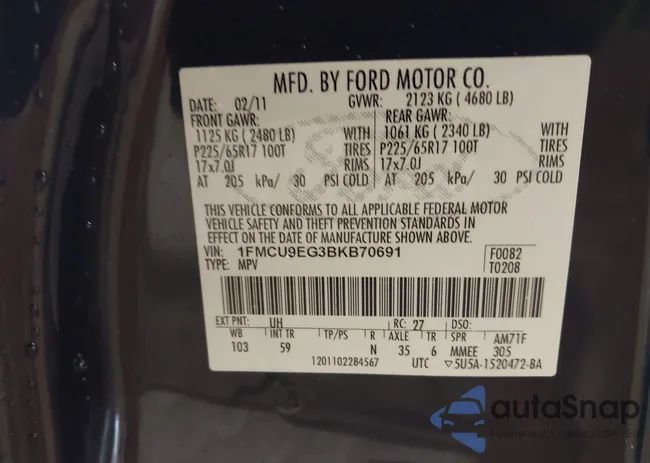 MFD. BY FORD MOTOR CO.
DATE: 02/11 GVWR: 2123 KG ( 4680 LB)
FRONT GAWR: REAR GAWR:
1125 KG ( 2480 LB) WITH 1061 KG ( 2340 LB) WITH
P225/65R17 100T TIRES P225/65R17 100T TIRES
17x7.0J RIMS 17x7.0J RIMS
AT 205 kPa/ 30 PSI COLD AT 205 kPa/ 30 PSI COLD
THIS VEHICLE CONFORMS TO ALL APPLICABLE FEDERAL MOTOR
VEHICLE SAFETY AND THEFT PREVENTION STANDARDS IN
EFFECT ON THE DATE OF MANUFACTURE SHOWN ABOVE.
VIN: 1FMCU9EG3BKB70691 F0082
TYPE: MPV T0208
EXT PNT: UH RC: 27 DSO:
WB INT TR TP/PS R AXLE TR SPR AM71F
103 59 N 35 6 MMEE 305
1201102284567 UTC ▽5U5A-1520472-BA
autoSnap